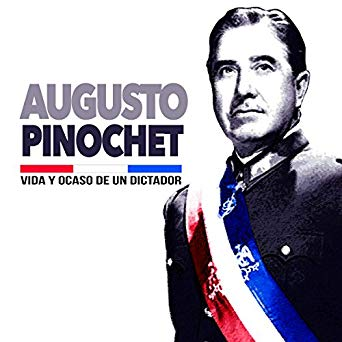 AUGUSTO
PINOCHET
VIDA Y OCASO DE UN DICTADOR